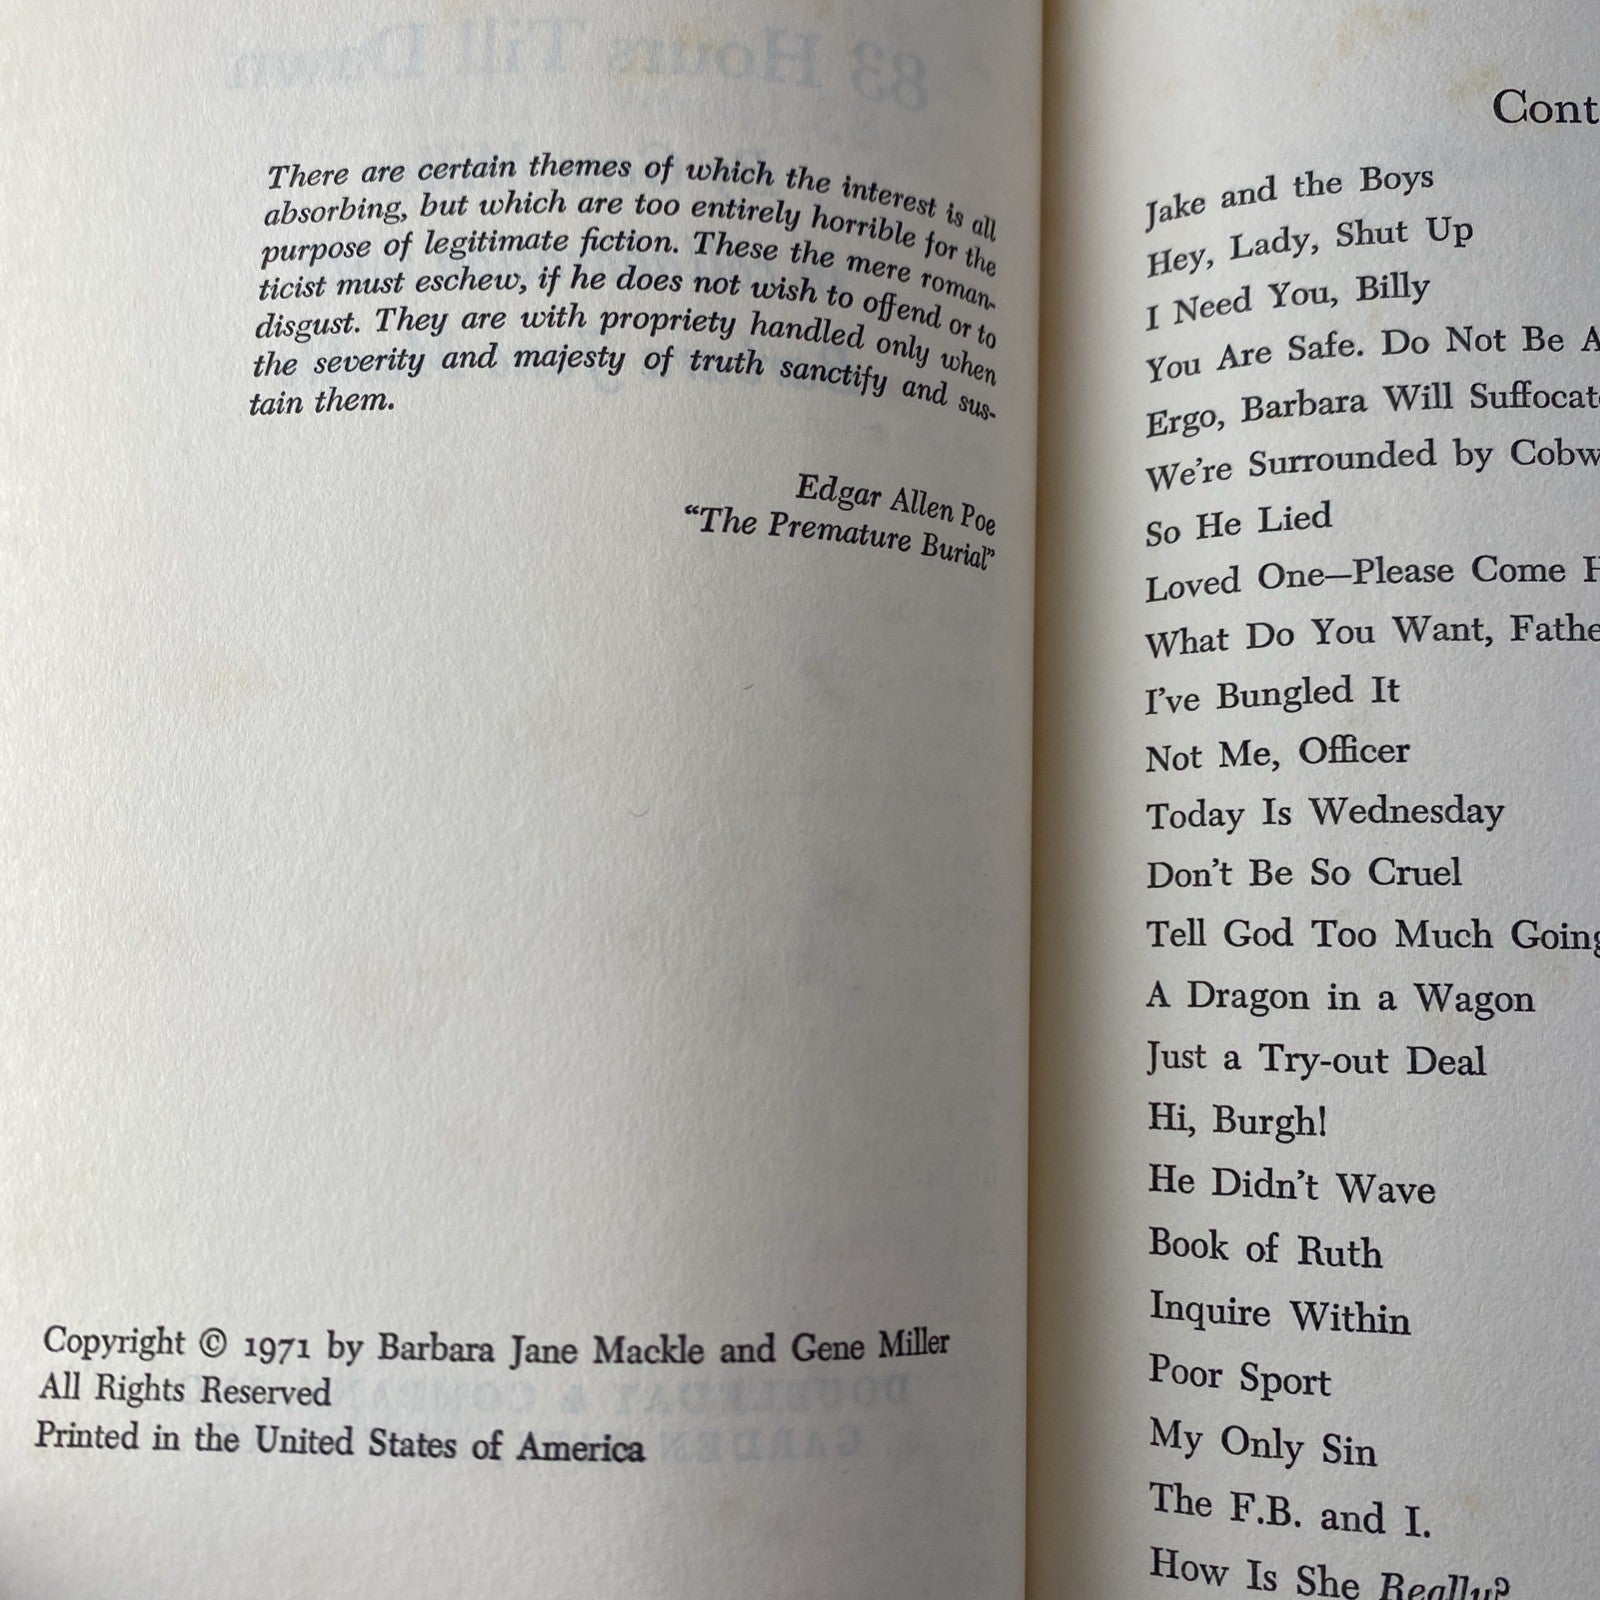 83 Hours Till Dawn
There are certain themes of which the interest is all
absorbing, but which are too entirely horrible for the
purpose of legitimate fiction. These the mere roman-
ticist must eschew, if he does not wish to offend or to
disgust. They are with propriety handled only when
the severity and majesty of truth sanctify and sus-
tain them.
Edgar Allen Poe
"The Premature Burial"
Copyright © 1971 by Barbara Jane Mackle and Gene Miller
All Rights Reserved
Printed in the United States of America
DOUBLEDAY & COMPANY
GARDEN
Cont
Jake and the Boys
Hey, Lady, Shut Up
I Need You, Billy
You Are Safe. Do Not Be A
Ergo, Barbara Will Suffocat
We're Surrounded by Cobw
So He Lied
Loved One—Please Come H
What Do You Want, Fathe
I've Bungled It
Not Me, Officer
Today Is Wednesday
Don't Be So Cruel
Tell God Too Much Going
A Dragon in a Wagon
Just a Try-out Deal
Hi, Burgh!
He Didn't Wave
Book of Ruth
Inquire Within
Poor Sport
My Only Sin
The F.B. and I.
How Is She Really?